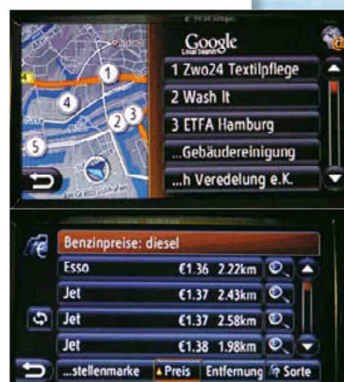 Google
Local Search
1 Zwo24 Textilpflege
2 Wash It
3 ETFA Hamburg
...Gebäudereinigung
...h Veredelung e.K.
1
4
2
3
5
Benzinpreise: diesel
Esso €1.36 2.22km
Jet €1.37 2.43km
Jet €1.37 2.58km
Jet €1.38 1.98km
...stellenmarke Preis Entfernung Sorte